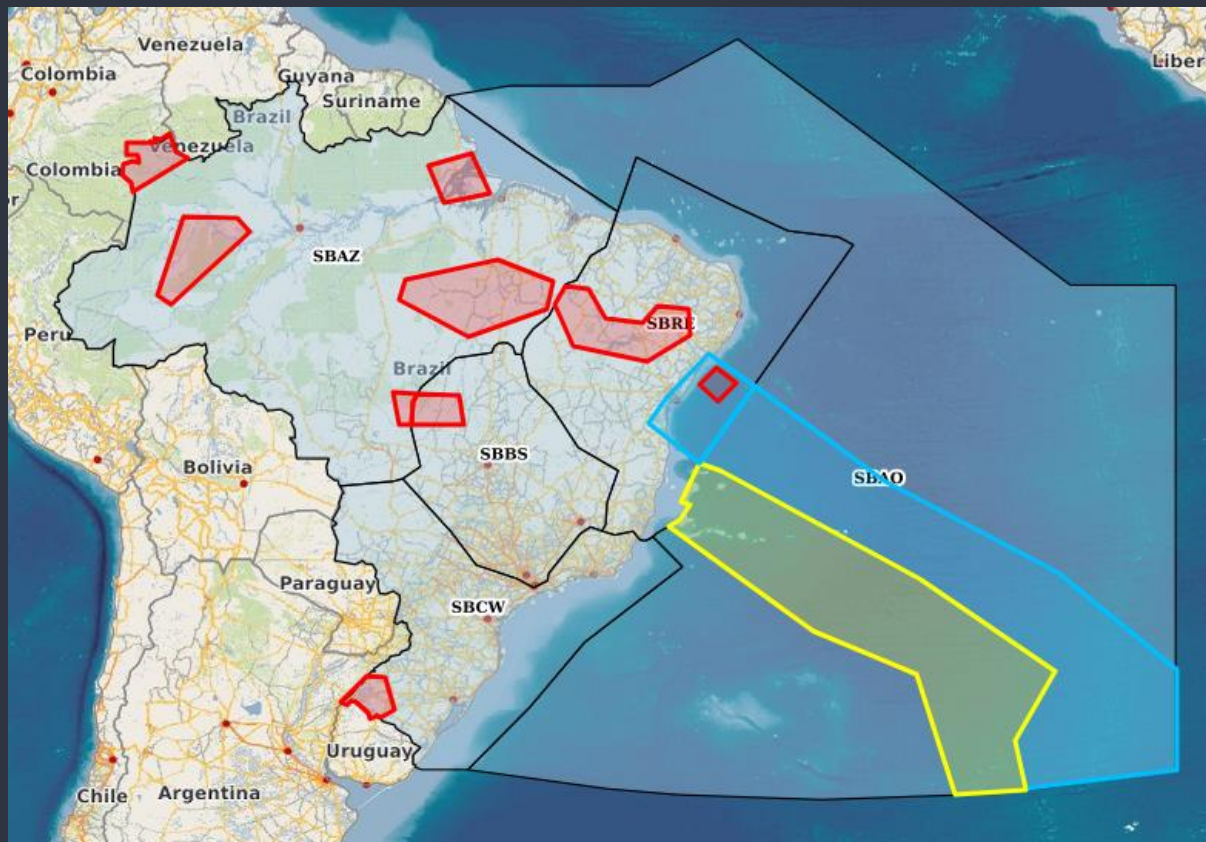 Venezuela
Colombia
Guyana
Suriname
Liber
Brazil
Venezuela
Colombia
or
SBAZ
Peru
SBRE
Brazil
SBBS
Bolivia
SBAO
Paraguay
SBCW
Uruguay
Chile
Argentina